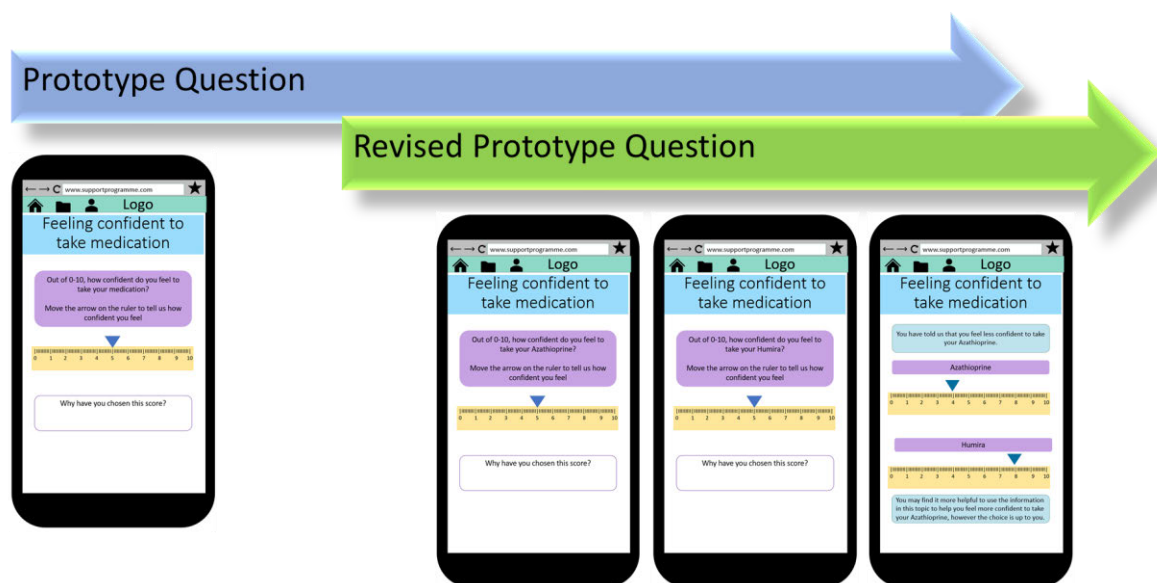 Prototype Question
Revised Prototype Question
www.supportprogramme.com
Logo
Feeling confident to
take medication
Out of 0-10, how confident do you feel to
take your medication?
Move the arrow on the ruler to tell us how
confident you feel
0 1 2 3 4 5 6 7 8 9 10
Why have you chosen this score?
www.supportprogramme.com
Logo
Feeling confident to
take medication
Out of 0-10, how confident do you feel to
take your Azathioprine?
Move the arrow on the ruler to tell us how
confident you feel
0 1 2 3 4 5 6 7 8 9 10
Why have you chosen this score?
www.supportprogramme.com
Logo
Feeling confident to
take medication
Out of 0-10, how confident do you feel to
take your Humira?
Move the arrow on the ruler to tell us how
confident you feel
0 1 2 3 4 5 6 7 8 9 10
Why have you chosen this score?
www.supportprogramme.com
Logo
Feeling confident to
take medication
You have told us that you feel less confident to take
your Azathioprine.
Azathioprine
0 1 2 3 4 5 6 7 8 9 10
Humira
0 1 2 3 4 5 6 7 8 9 10
You may find it more helpful to use the information
in this topic to help you feel more confident to take
your Azathioprine, however the choice is up to you.